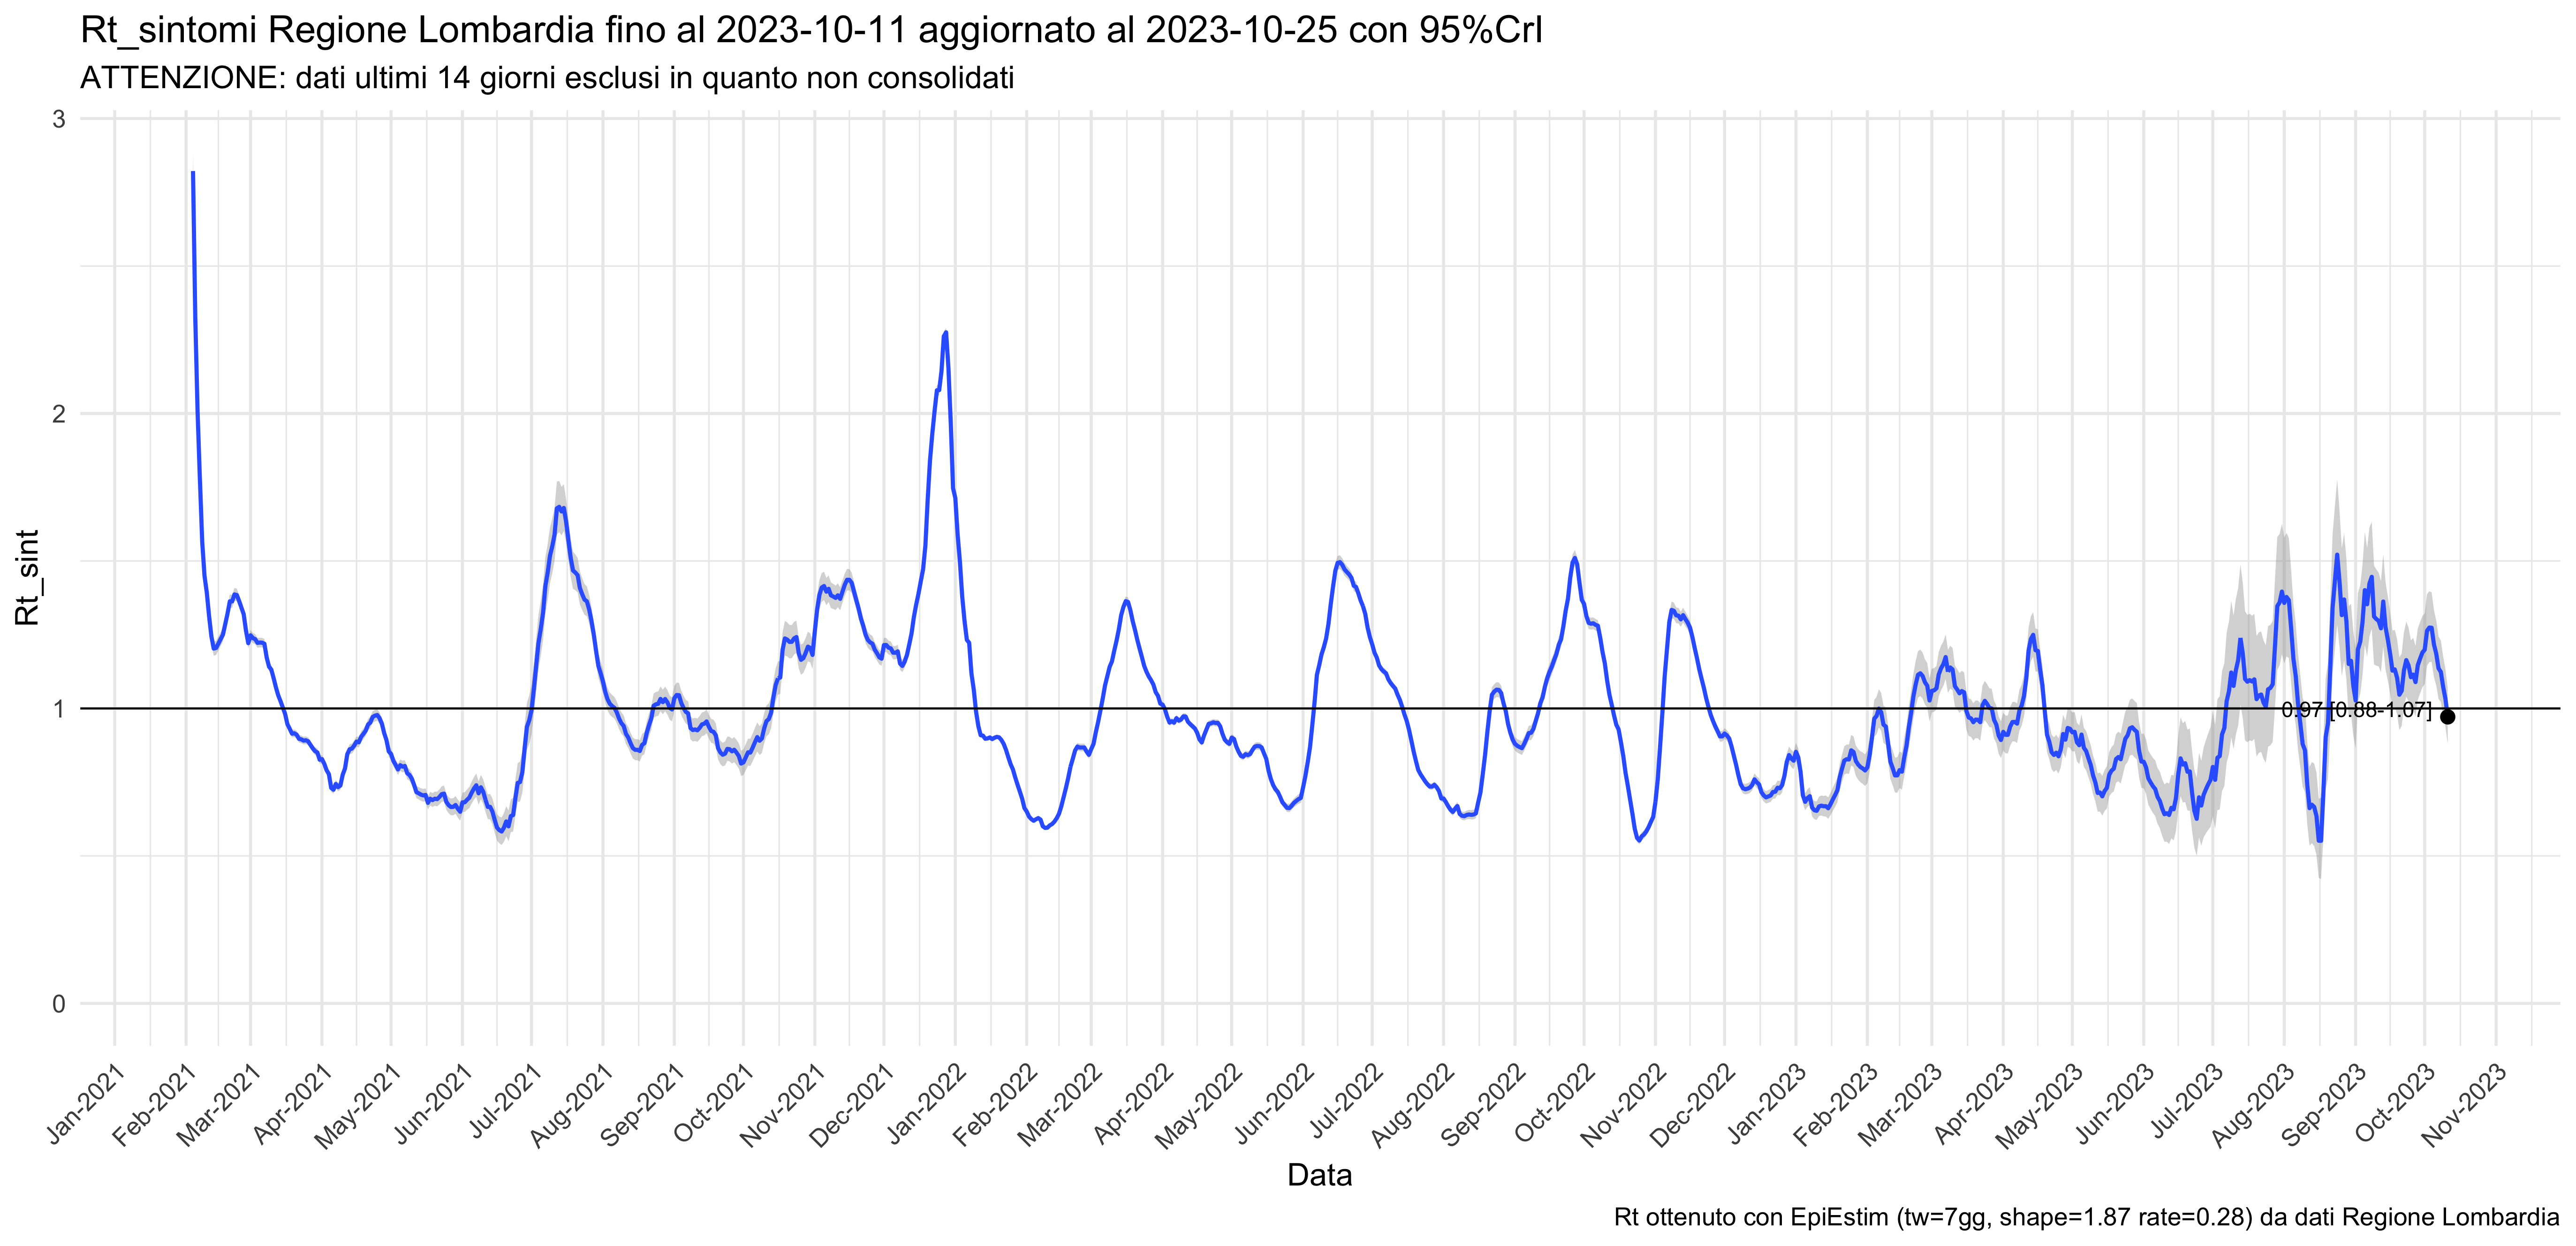 Rt_sintomi Regione Lombardia fino al 2023-10-11 aggiornato al 2023-10-25 con 95%CrI
ATTENZIONE: dati ultimi 14 giorni esclusi in quanto non consolidati
3
2
1
0
Rt_sint
0.97 [0.88-1.07]
Jan-2021
Feb-2021
Mar-2021
Apr-2021
May-2021
Jun-2021
Jul-2021
Aug-2021
Sep-2021
Oct-2021
Nov-2021
Dec-2021
Jan-2022
Feb-2022
Mar-2022
Apr-2022
May-2022
Jun-2022
Jul-2022
Aug-2022
Sep-2022
Oct-2022
Nov-2022
Dec-2022
Jan-2023
Feb-2023
Mar-2023
Apr-2023
May-2023
Jun-2023
Jul-2023
Aug-2023
Sep-2023
Oct-2023
Nov-2023
Data
Rt ottenuto con EpiEstim (tw=7gg, shape=1.87 rate=0.28) da dati Regione Lombardia